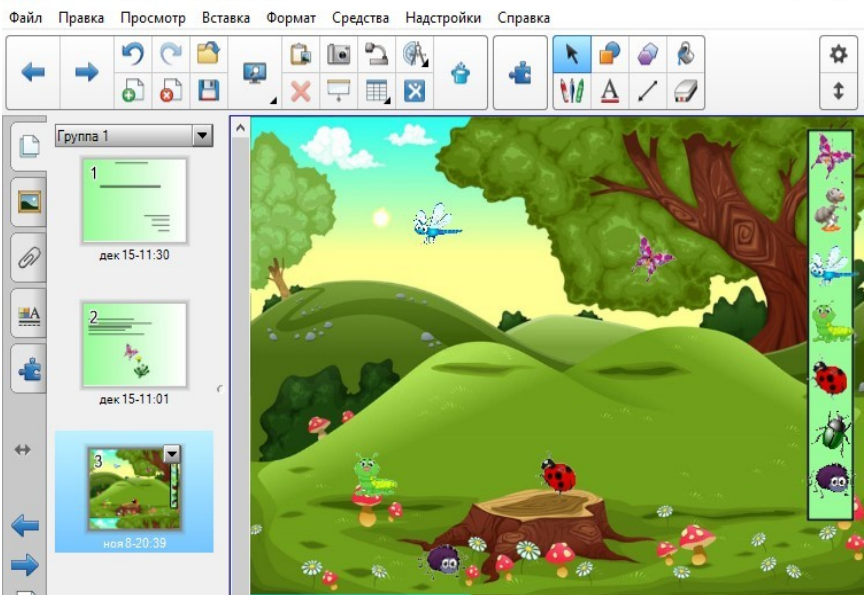 Файл Правка Просмотр Вставка Формат Средства Надстройки Справка
Группа 1
1
дек 15-11:30
2
дек 15-11:01
3
ноя 8-20:39